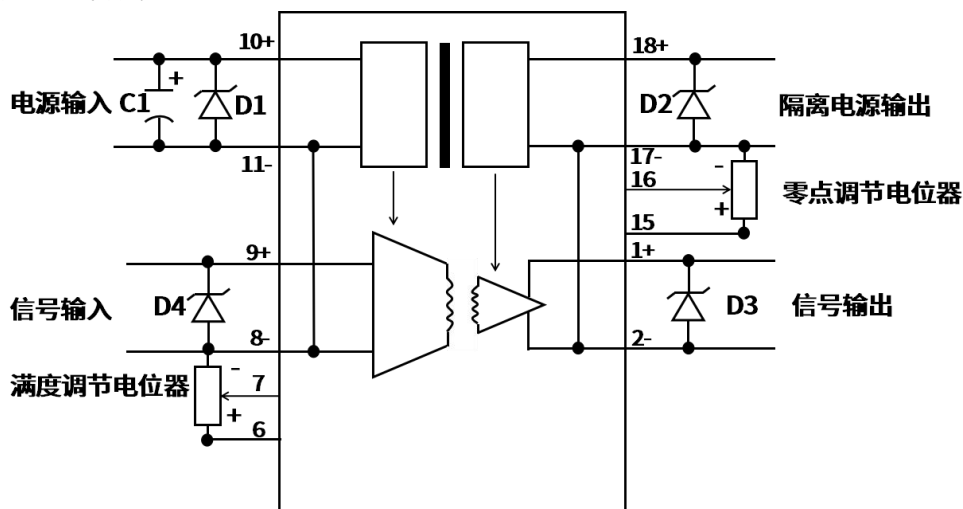 10+
18+
+
电源输入 C1
D1
D2
隔离电源输出
11-
17-
-
16
+
零点调节电位器
15
9+
1+
信号输入
D4
D3
信号输出
8-
2-
满度调节电位器
-
7
+
6